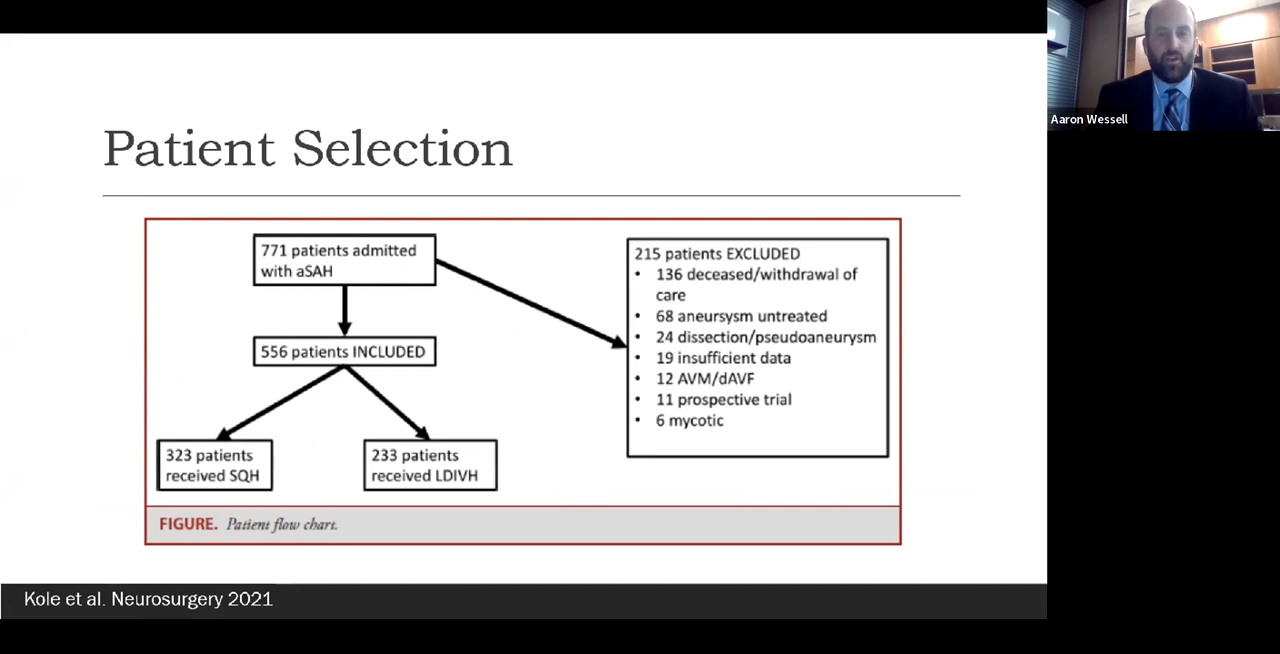 Patient Selection
771 patients admitted
with aSAH
556 patients INCLUDED
323 patients
received SQH
233 patients
received LDIVH
215 patients EXCLUDED
• 136 deceased/withdrawal of
care
• 68 aneursysm untreated
• 24 dissection/pseudoaneurysm
• 19 insufficient data
• 12 AVM/dAVF
• 11 prospective trial
• 6 mycotic
FIGURE. Patient flow chart.
Kole et al. Neurosurgery 2021
Aaron Wessell